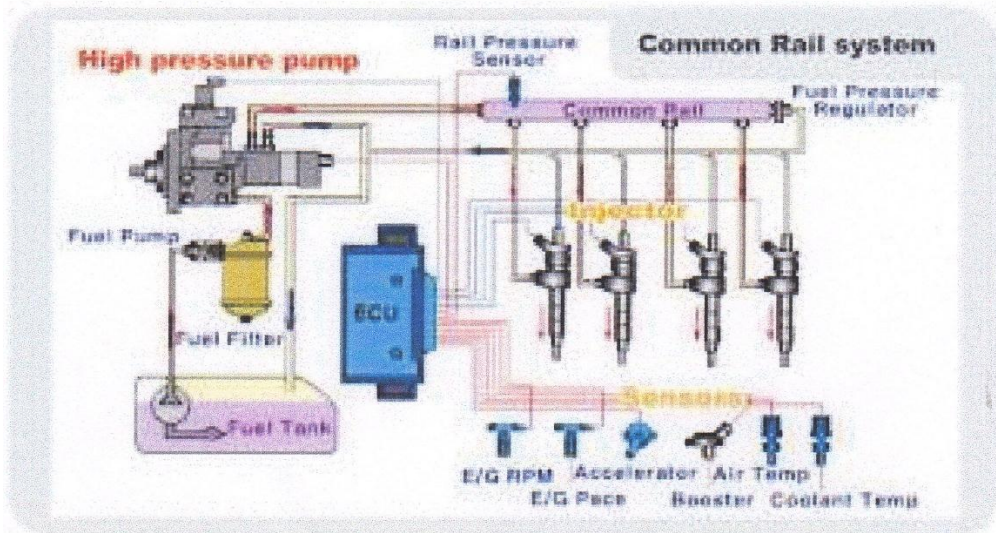 Common Rail system
Rail Pressure
Sensor
High pressure pump
Fuel Pressure
Regulator
Common Rail
Injector
Fuel Pump
ECU
Fuel Filter
Fuel Tank
Sensors
E/G RPM
Accelerator
Air Temp
E/G Pace
Booster
Coolant Temp